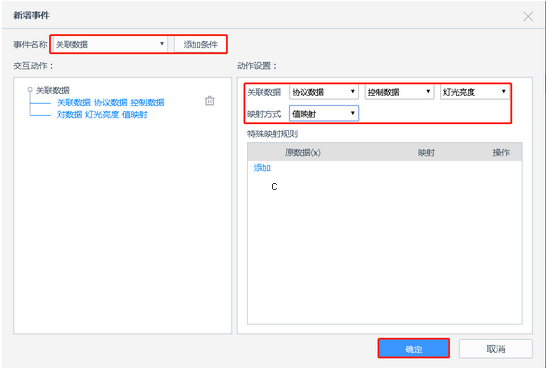 新增事件
事件名称 关联数据 添加条件
交互动作： 动作设置：
关联数据
关联数据 协议数据 控制数据
对数据 灯光亮度 值映射
关联数据 协议数据 控制数据 灯光亮度
映射方式 值映射
特殊映射规则
原数据(x) 映射 操作
添加
C
确定 取消